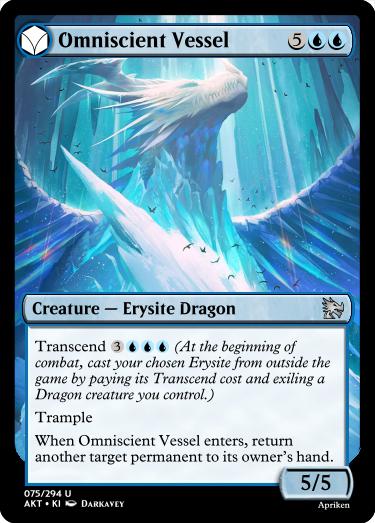 Omniscient Vessel 5
Creature — Erysite Dragon
Transcend 3 (At the beginning of
combat, cast your chosen Erysite from outside the
game by paying its Transcend cost and exiling a
Dragon creature you control.)
Trample
When Omniscient Vessel enters, return
another target permanent to its owner's hand.
5/5
075/294 U
AKT • KI DARKAVEY
Apriken